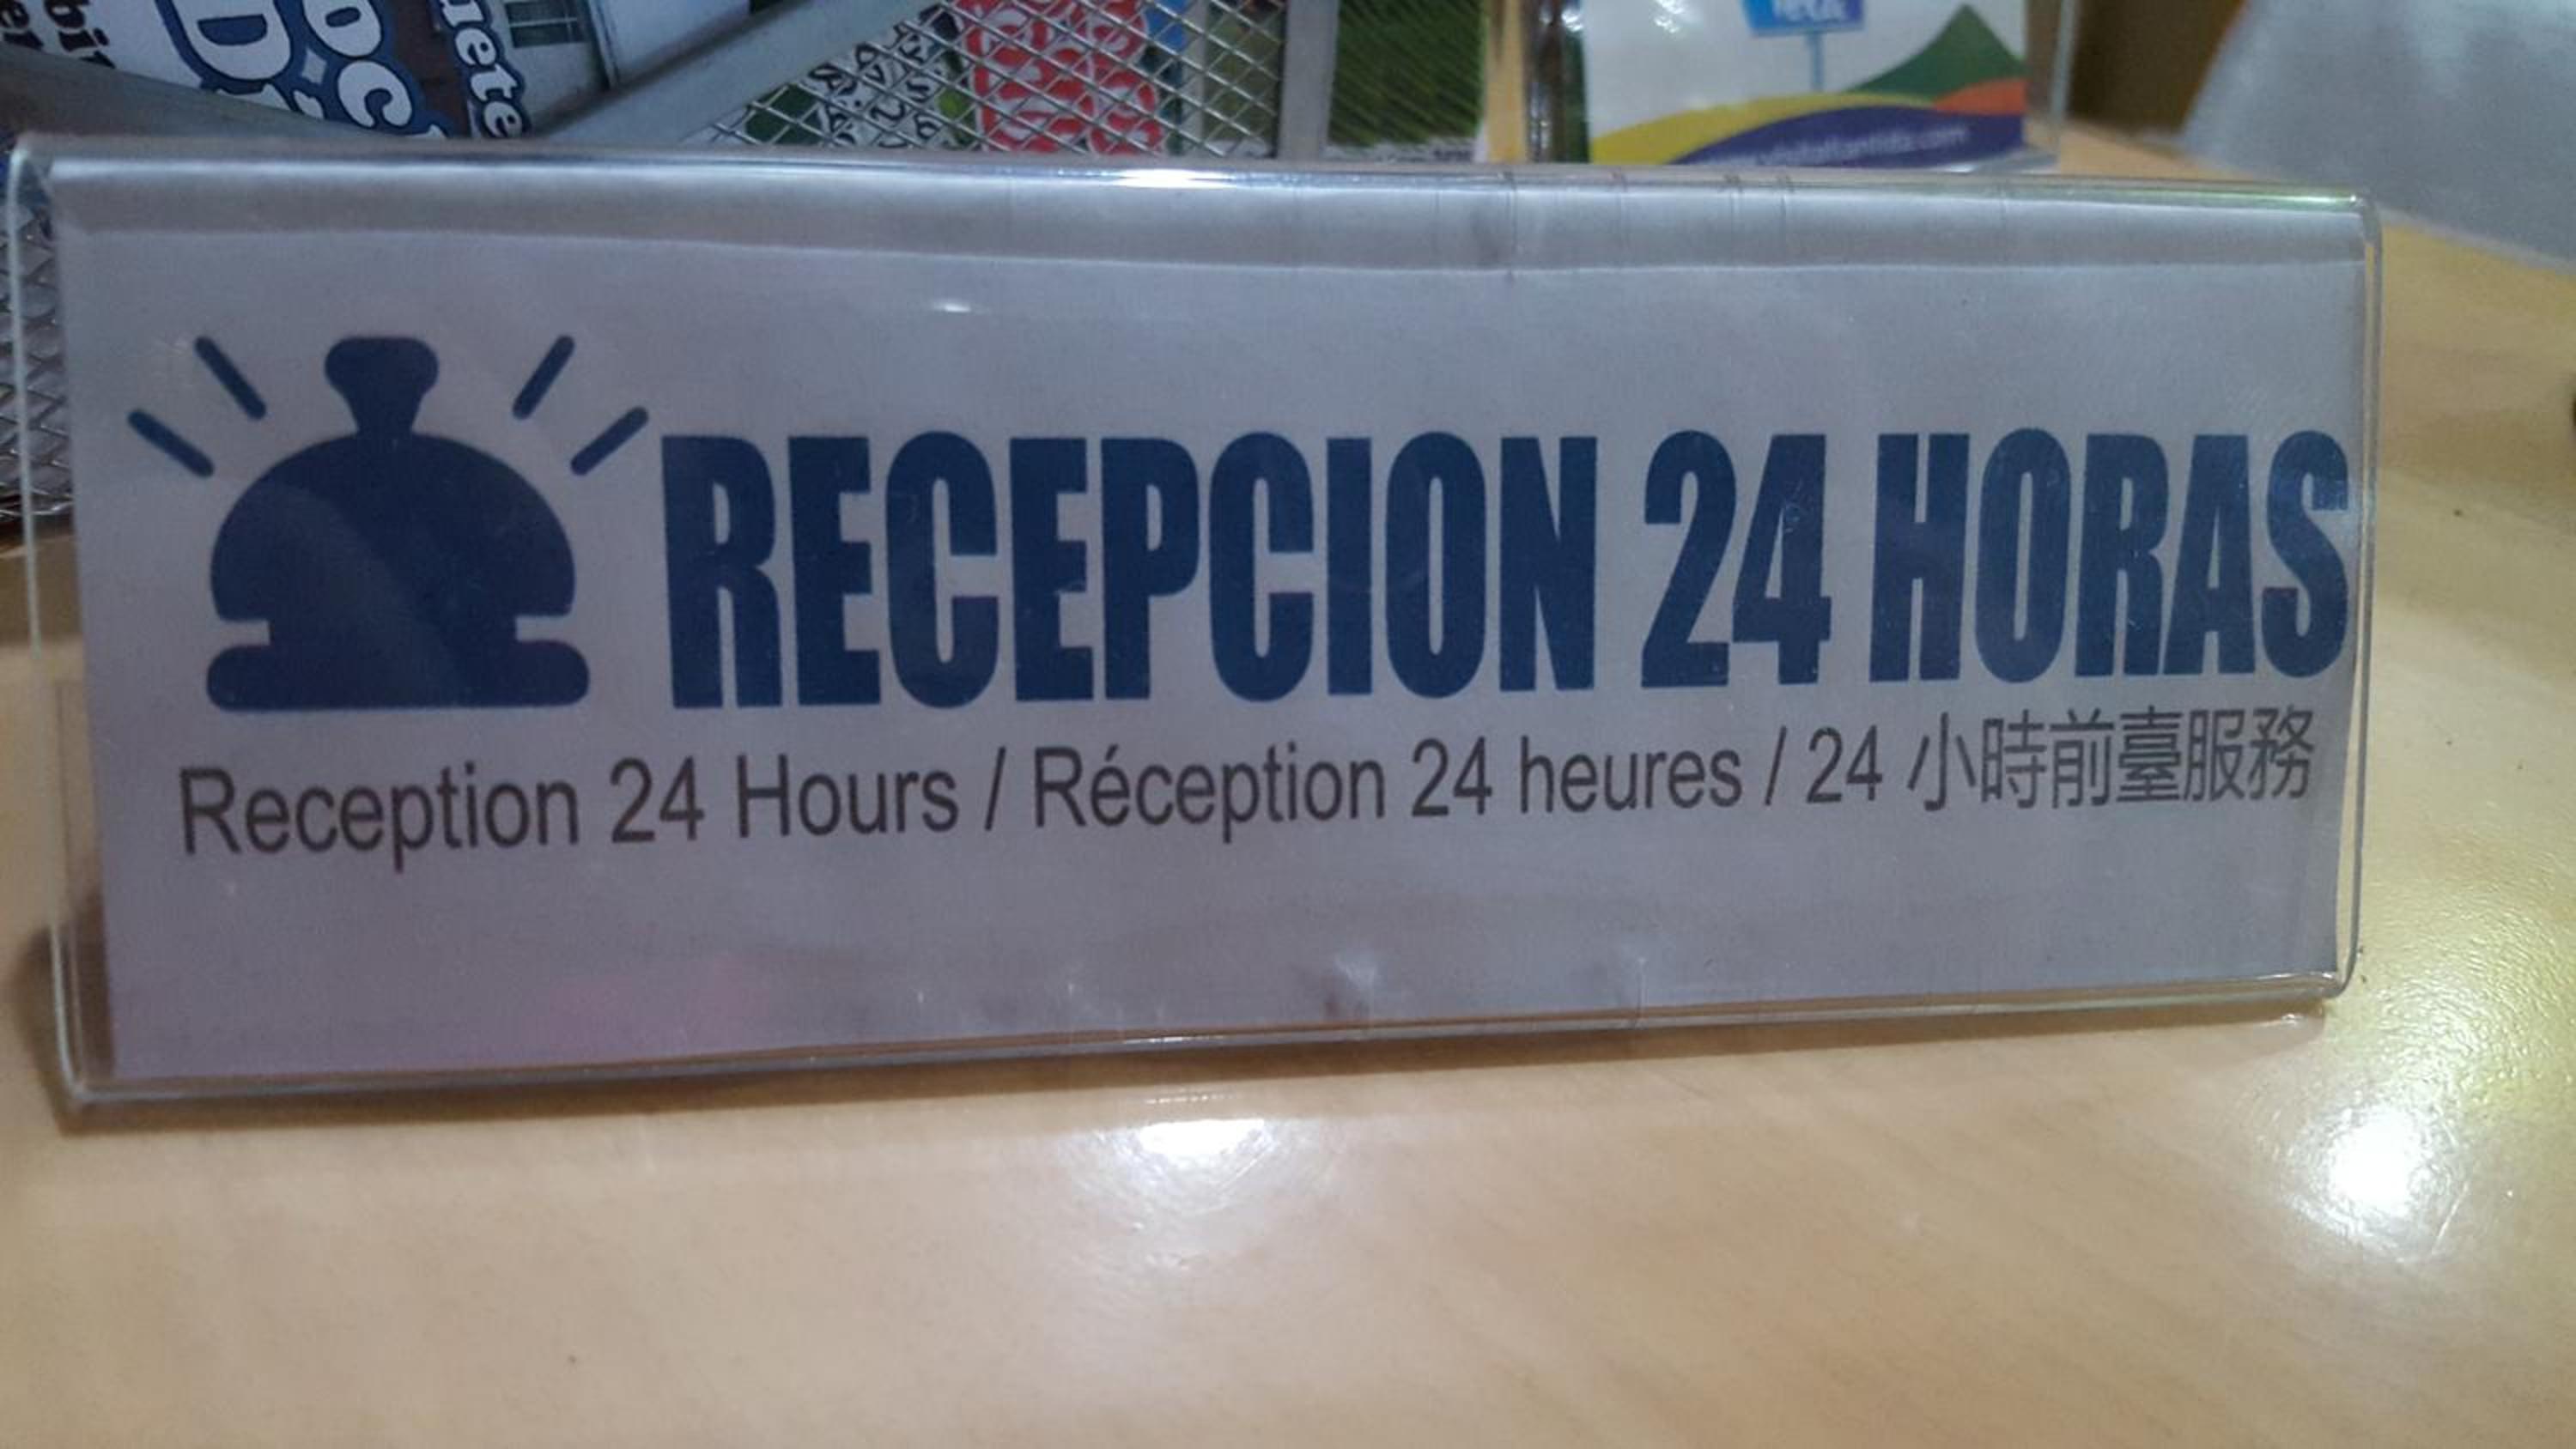 RECEPCION 24 HORAS
Reception 24 Hours / Réception 24 heures / 24 小時前臺服務